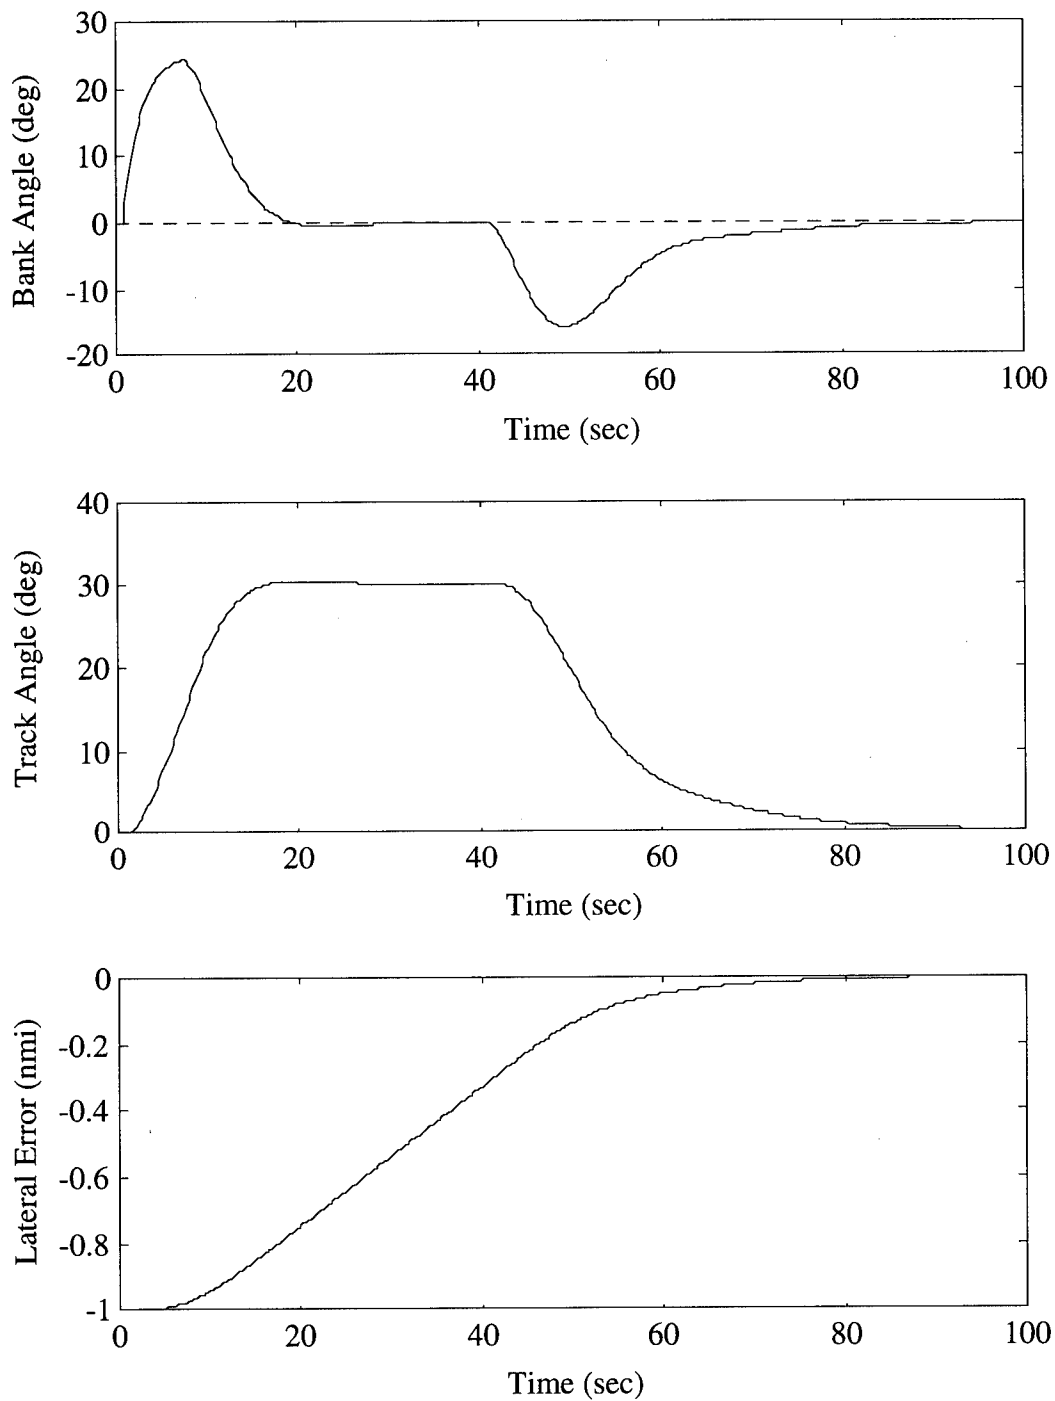 30
20
10
0
-10
-20
Bank Angle (deg)
0 20 40 60 80 100
Time (sec)
40
30
20
10
0
Track Angle (deg)
0 20 40 60 80 100
Time (sec)
0
-0.2
-0.4
-0.6
-0.8
-1
Lateral Error (nmi)
0 20 40 60 80 100
Time (sec)